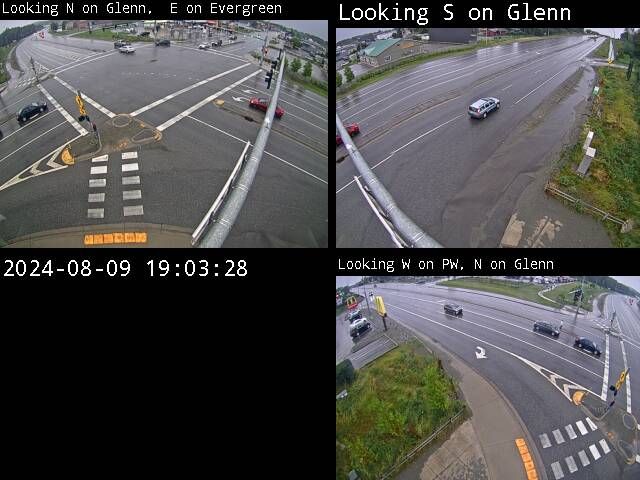 Looking N on Glenn,  E on Evergreen
Looking S on Glenn
2024-08-09 19:03:28
Looking W on PW, N on Glenn